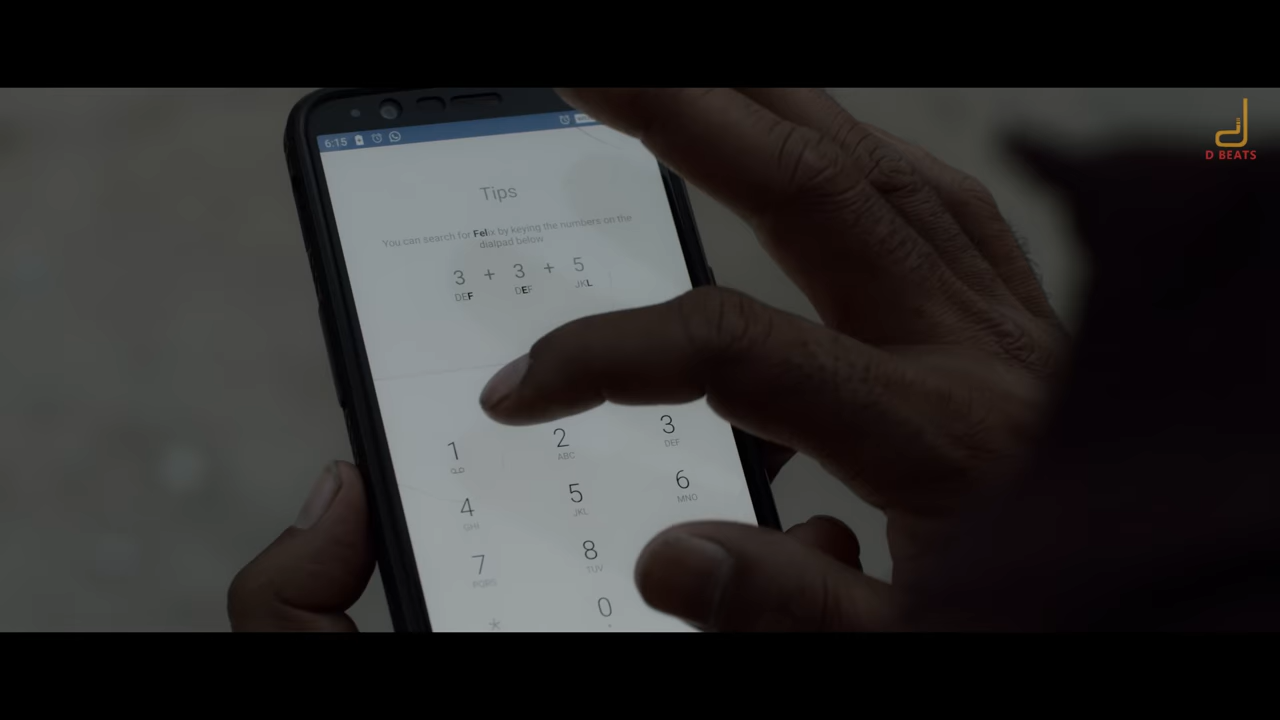 D BEATS
6:15
Tips
You can search for Felix by keying the numbers on the
dialpad below
3 + 3 + 5
DEF DEF JKL
1 2 3
ABC DEF
4 5 6
GHI JKL MNO
7 8
PQRS TUV
* 0